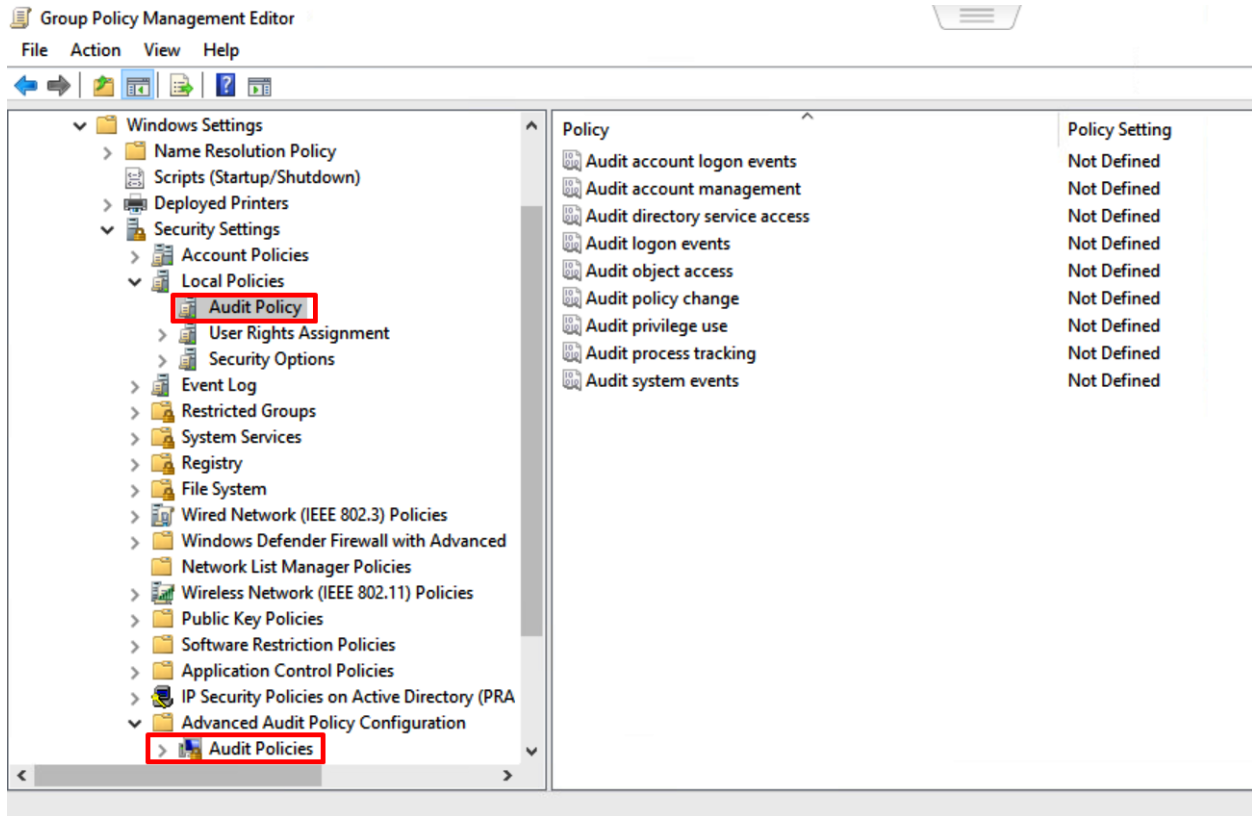 Group Policy Management Editor
File Action View Help
Windows Settings
Name Resolution Policy
Scripts (Startup/Shutdown)
Deployed Printers
Security Settings
Account Policies
Local Policies
Audit Policy
User Rights Assignment
Security Options
Event Log
Restricted Groups
System Services
Registry
File System
Wired Network (IEEE 802.3) Policies
Windows Defender Firewall with Advanced
Network List Manager Policies
Wireless Network (IEEE 802.11) Policies
Public Key Policies
Software Restriction Policies
Application Control Policies
IP Security Policies on Active Directory (PRA
Advanced Audit Policy Configuration
Audit Policies
Policy Policy Setting
Audit account logon events Not Defined
Audit account management Not Defined
Audit directory service access Not Defined
Audit logon events Not Defined
Audit object access Not Defined
Audit policy change Not Defined
Audit privilege use Not Defined
Audit process tracking Not Defined
Audit system events Not Defined